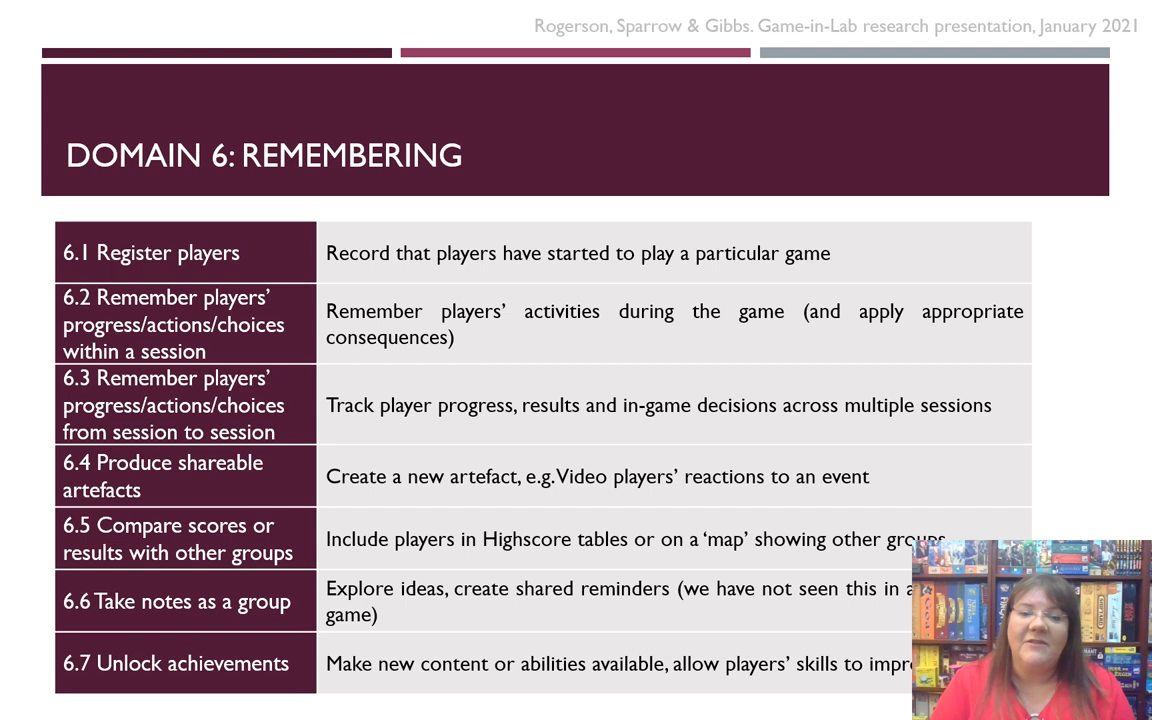 Rogerson, Sparrow & Gibbs. Game-in-Lab research presentation, January 2021
DOMAIN 6: REMEMBERING
6.1 Register players
Record that players have started to play a particular game
6.2 Remember players’
progress/actions/choices
within a session
Remember players’ activities during the game (and apply appropriate
consequences)
6.3 Remember players’
progress/actions/choices
from session to session
Track player progress, results and in-game decisions across multiple sessions
6.4 Produce shareable
artefacts
Create a new artefact, e.g. Video players’ reactions to an event
6.5 Compare scores or
results with other groups
Include players in Highscore tables or on a ‘map’ showing other groups
6.6 Take notes as a group
Explore ideas, create shared reminders (we have not seen this in a
game)
6.7 Unlock achievements
Make new content or abilities available, allow players’ skills to